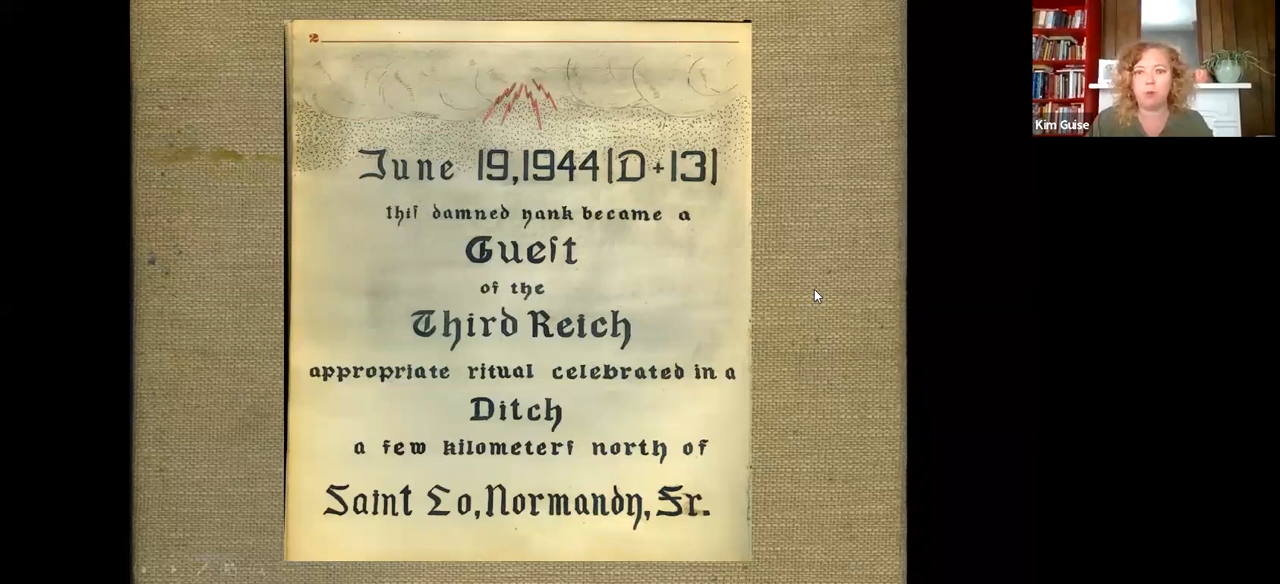 2
June 19, 1944 (D+13)
thiſ damned yank became a
Gueſt
of the
Third Reich
appropriate ritual celebrated in a
Ditch
a few kilometerſ north of
Saint Lo, Normandy, Fr.
Kim Guise